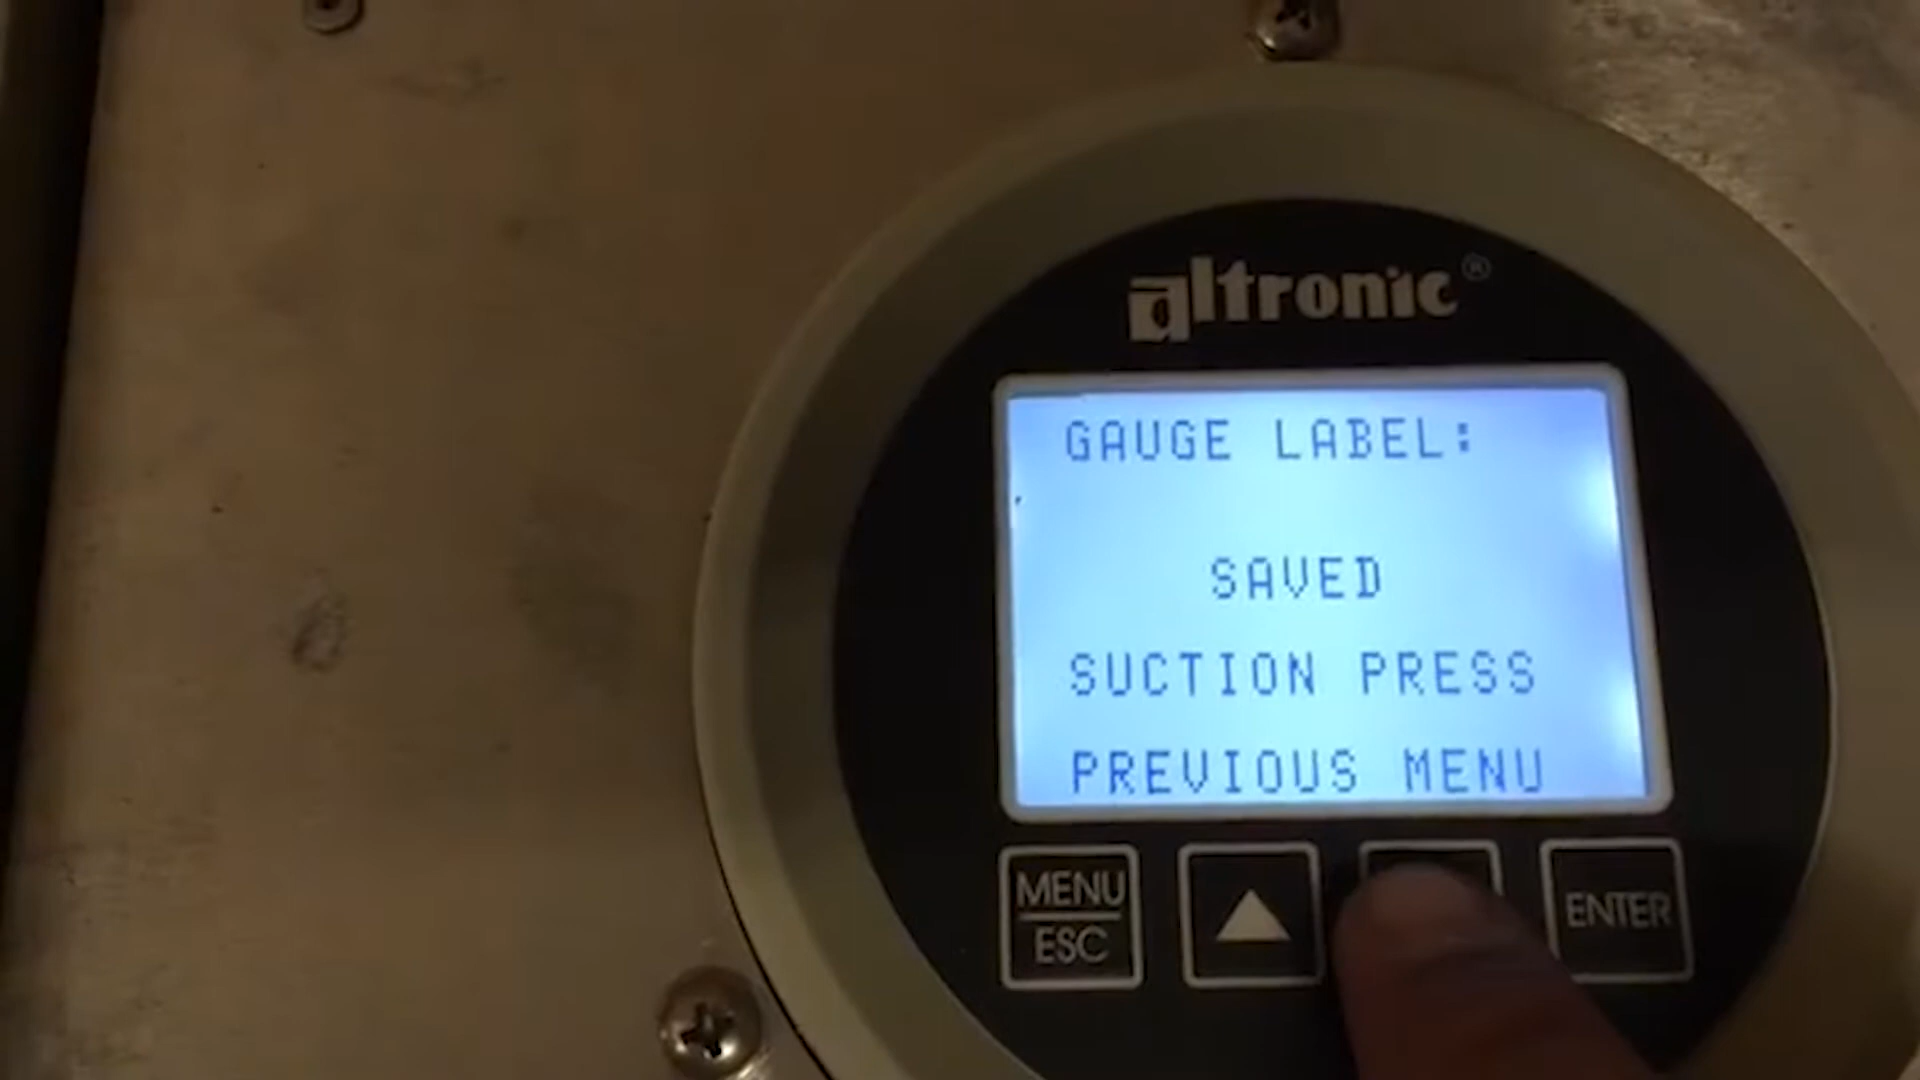 altronic®
GAUGE LABEL:
SAVED
SUCTION PRESS
PREVIOUS MENU
MENU
ESC
ENTER